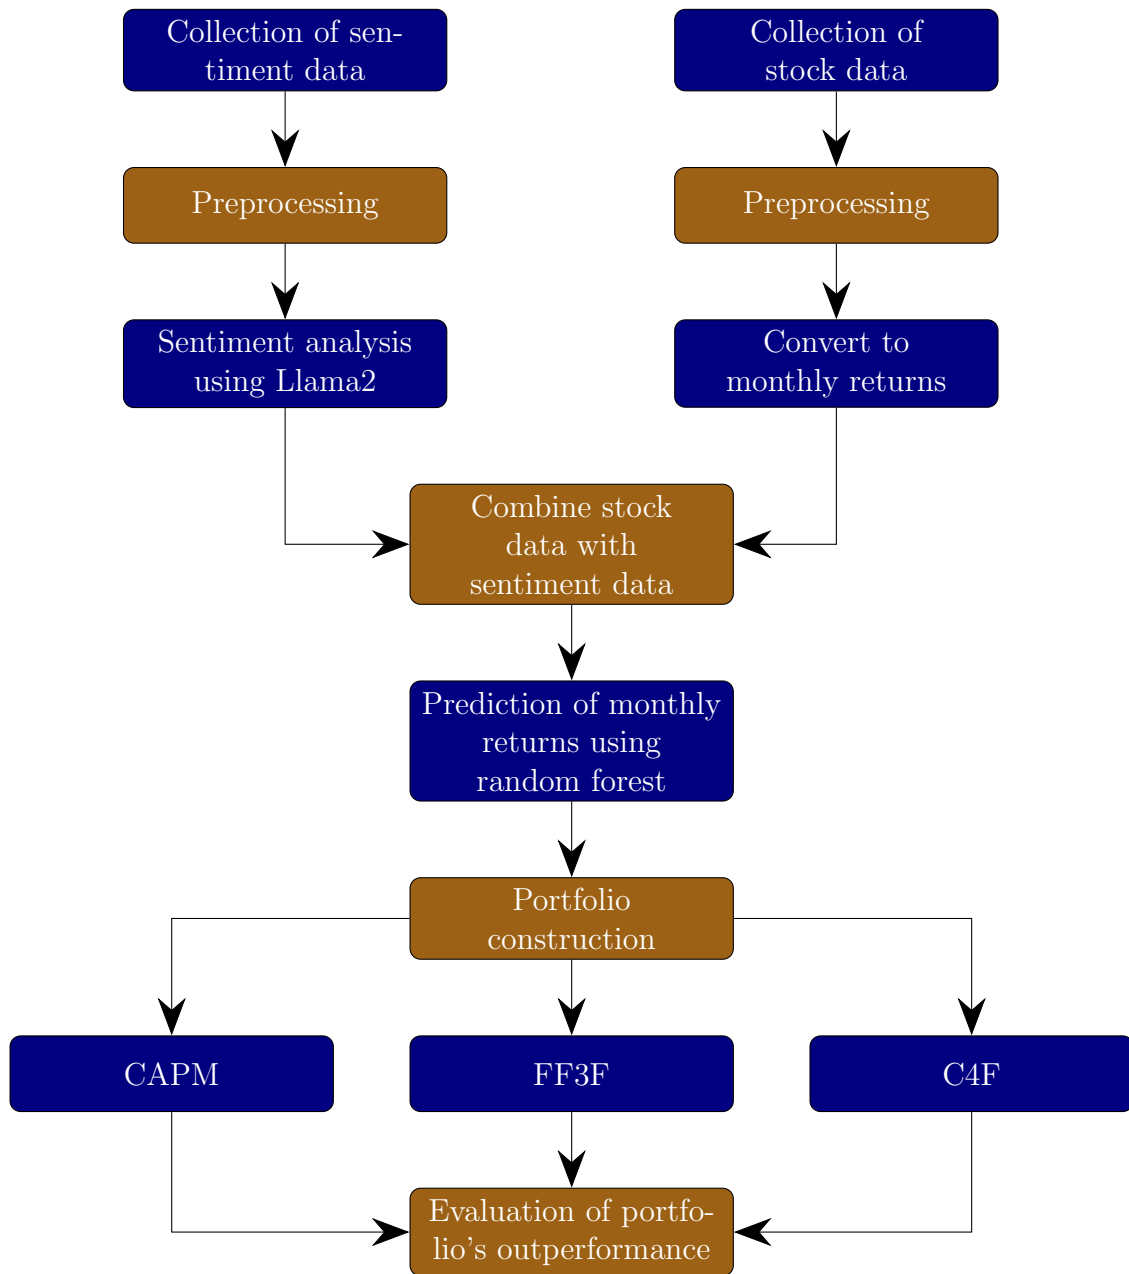 Collection of sen-
timent data
Collection of
stock data
Preprocessing
Preprocessing
Sentiment analysis
using Llama2
Convert to
monthly returns
Combine stock
data with
sentiment data
Prediction of monthly
returns using
random forest
Portfolio
construction
CAPM
FF3F
C4F
Evaluation of portfo-
lio's outperformance